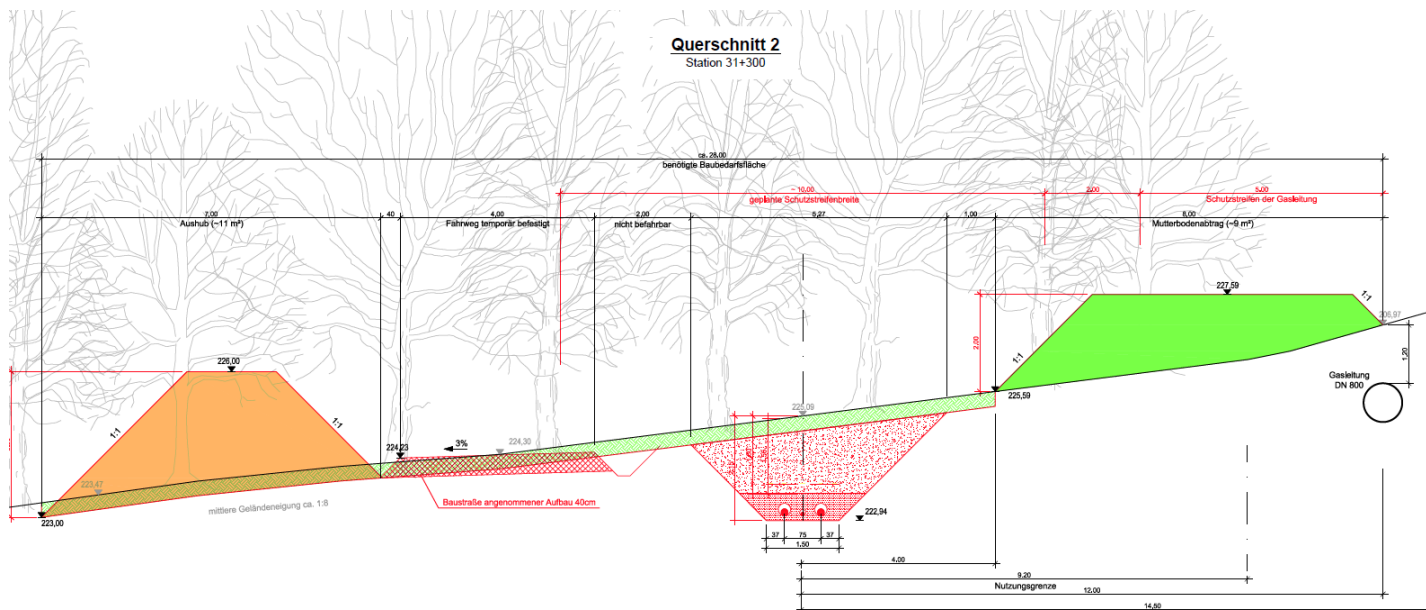 Querschnitt 2
Station 31+300
ca. 28,00
benötigte Baubedarfsfläche
~ 10,00
geplante Schutzstreifenbreite
2,00
5,00
Schutzstreifen der Gasleitung
7,00
Aushub (~11 m³)
40
4,00
Fahrweg temporär befestigt
2,00
nicht befahrbar
5,27
1,00
8,00
Mutterbodenabtrag (~9 m³)
227,59
1:1
226,97
2,00
1:1
1,20
226,00
Gasleitung
DN 800
225,59
225,09
1:1
1:1
224,23
3%
224,30
223,47
mittlere Geländeneigung ca. 1:8
Baustraße angenommener Aufbau 40cm
223,00
222,94
37
75
37
1,50
4,00
9,20
Nutzungsgrenze
12,00
14,50